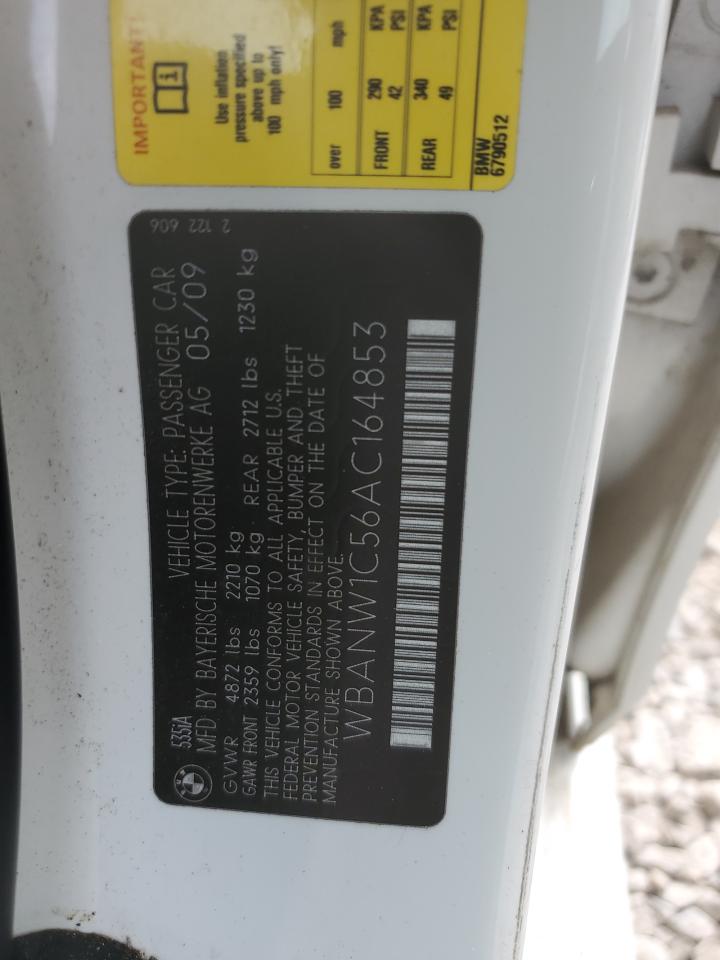 IMPORTANT!
i
Use inflation
pressure specified
above up to
100 mph only!
over 100 mph
FRONT 290 KPA
42 PSI
REAR 340 KPA
49 PSI
BMW
6790512
2 122 606
535iA VEHICLE TYPE: PASSENGER CAR
MFD BY BAYERISCHE MOTORENWERKE AG 05/09
GVWR 4872 lbs 2210 kg
GAWR FRONT 2359 lbs 1070 kg REAR 2712 lbs 1230 kg
THIS VEHICLE CONFORMS TO ALL APPLICABLE U.S.
FEDERAL MOTOR VEHICLE SAFETY, BUMPER AND THEFT
PREVENTION STANDARDS IN EFFECT ON THE DATE OF
MANUFACTURE SHOWN ABOVE.
WBANW1C56AC164853